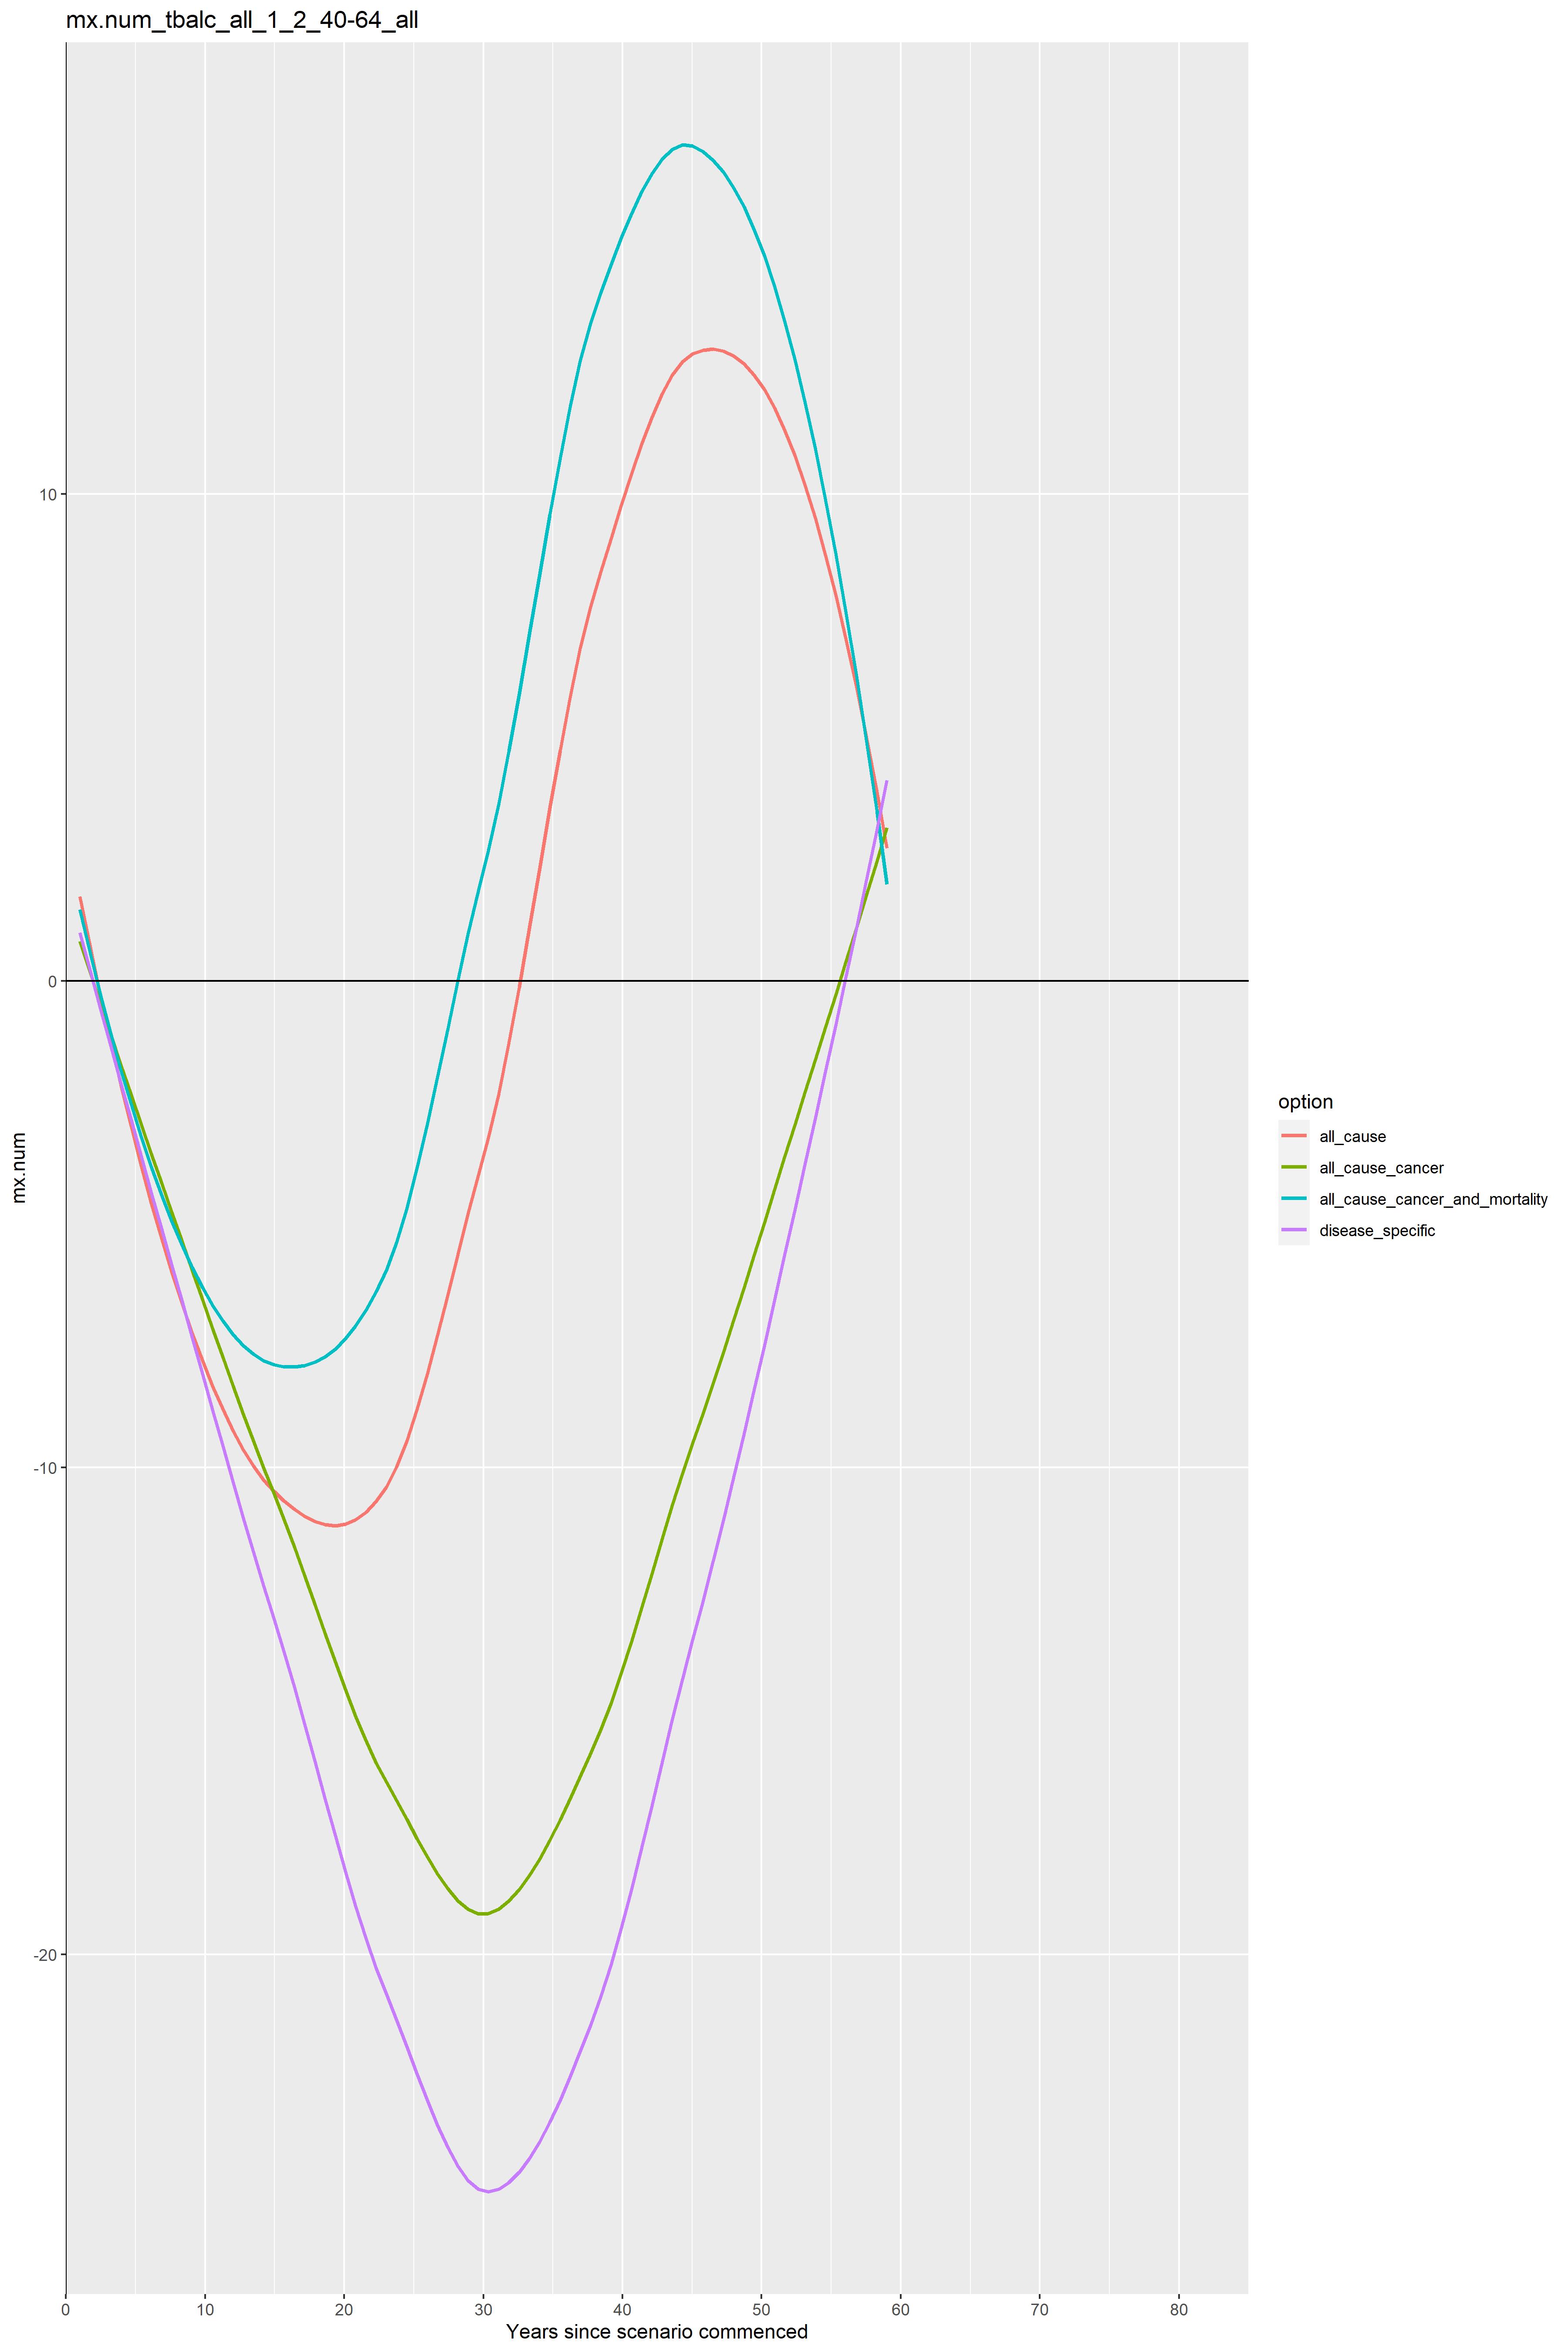 mx.num_tbalc_all_1_2_40-64_all
10
0
-10
-20
mx.num
0 10 20 30 40 50 60 70 80
Years since scenario commenced
option
all_cause
all_cause_cancer
all_cause_cancer_and_mortality
disease_specific